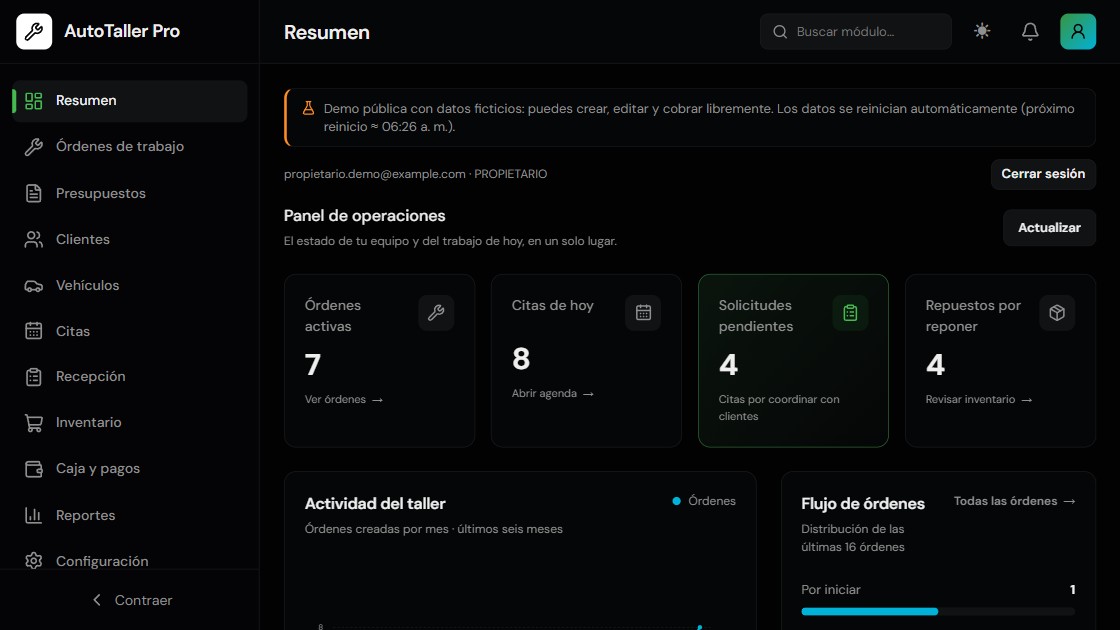 AutoTaller Pro
Resumen
Buscar módulo...
Resumen
Órdenes de trabajo
Presupuestos
Clientes
Vehículos
Citas
Recepción
Inventario
Caja y pagos
Reportes
Configuración
Contraer
Demo pública con datos ficticios: puedes crear, editar y cobrar libremente. Los datos se reinician automáticamente (próximo
reinicio ≈ 06:26 a. m.).
propietario.demo@example.com · PROPIETARIO
Cerrar sesión
Panel de operaciones
El estado de tu equipo y del trabajo de hoy, en un solo lugar.
Actualizar
Órdenes
activas
7
Ver órdenes →
Citas de hoy
8
Abrir agenda →
Solicitudes
pendientes
4
Citas por coordinar con
clientes
Repuestos por
reponer
4
Revisar inventario →
Actividad del taller
Órdenes
Órdenes creadas por mes · últimos seis meses
8
Flujo de órdenes
Todas las órdenes →
Distribución de las
últimas 16 órdenes
Por iniciar
1